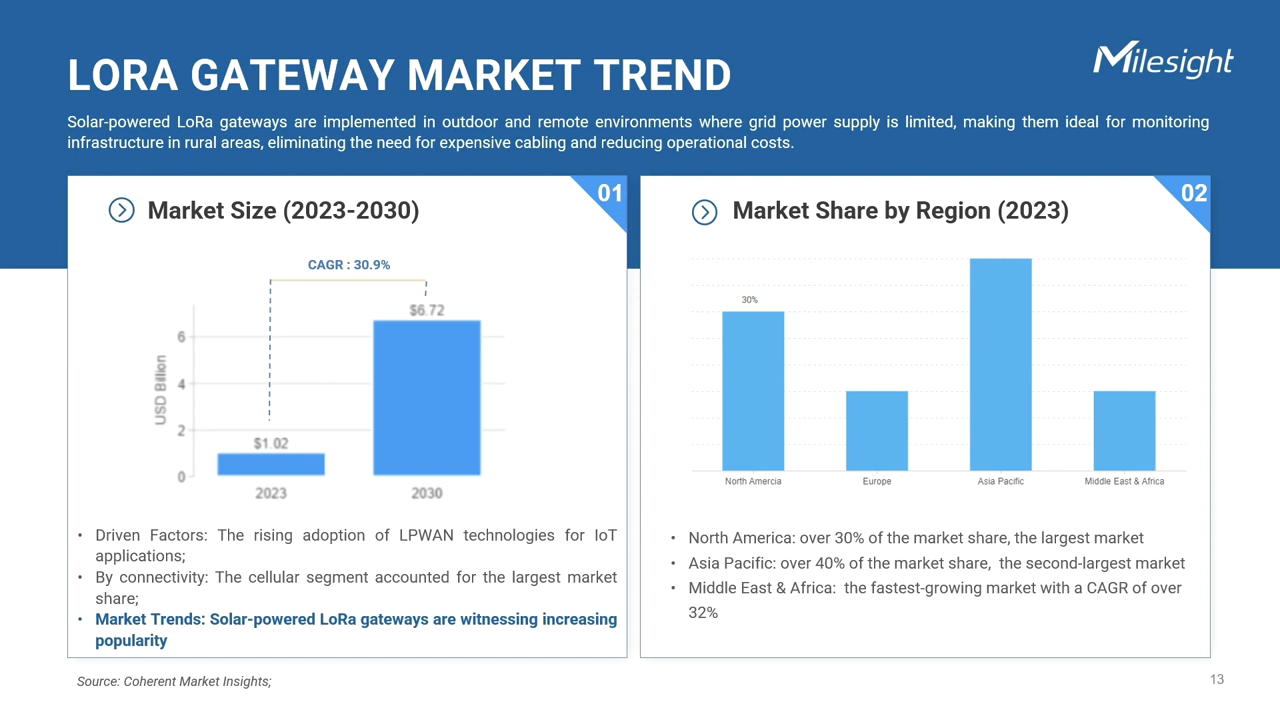 LORA GATEWAY MARKET TREND
Milesight
Solar-powered LoRa gateways are implemented in outdoor and remote environments where grid power supply is limited, making them ideal for monitoring
infrastructure in rural areas, eliminating the need for expensive cabling and reducing operational costs.
Market Size (2023-2030)
01
CAGR : 30.9%
$6.72
6
4
2
0
USD Billion
$1.02
2023
2030
Driven Factors: The rising adoption of LPWAN technologies for IoT
applications;
By connectivity: The cellular segment accounted for the largest market
share;
Market Trends: Solar-powered LoRa gateways are witnessing increasing
popularity
Market Share by Region (2023)
02
30%
North Amercia
Europe
Asia Pacific
Middle East & Africa
North America: over 30% of the market share, the largest market
Asia Pacific: over 40% of the market share, the second-largest market
Middle East & Africa: the fastest-growing market with a CAGR of over
32%
Source: Coherent Market Insights;
13